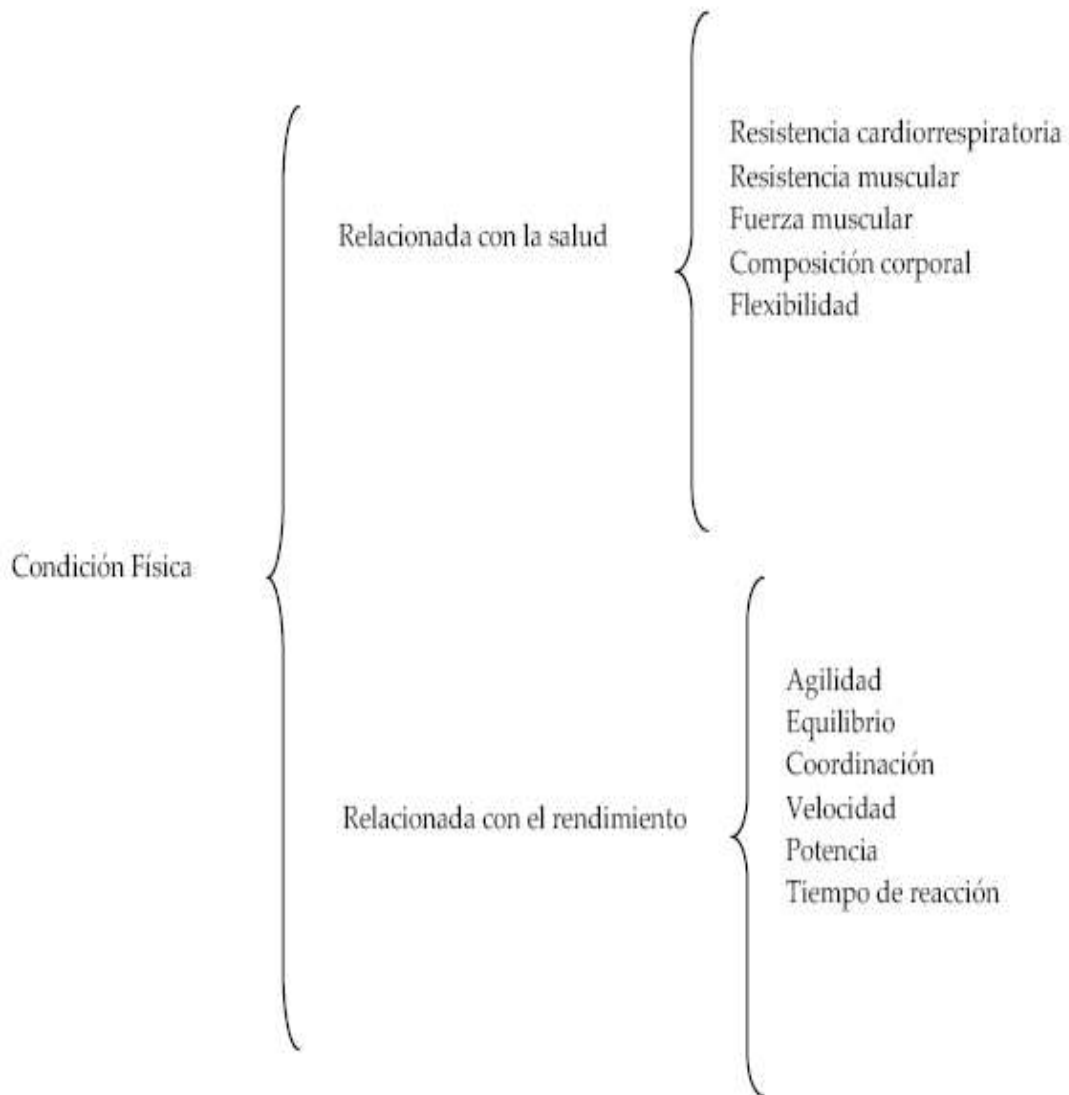 Condición Física
Relacionada con la salud
Resistencia cardiorrespiratoria
Resistencia muscular
Fuerza muscular
Composición corporal
Flexibilidad
Relacionada con el rendimiento
Agilidad
Equilibrio
Coordinación
Velocidad
Potencia
Tiempo de reacción